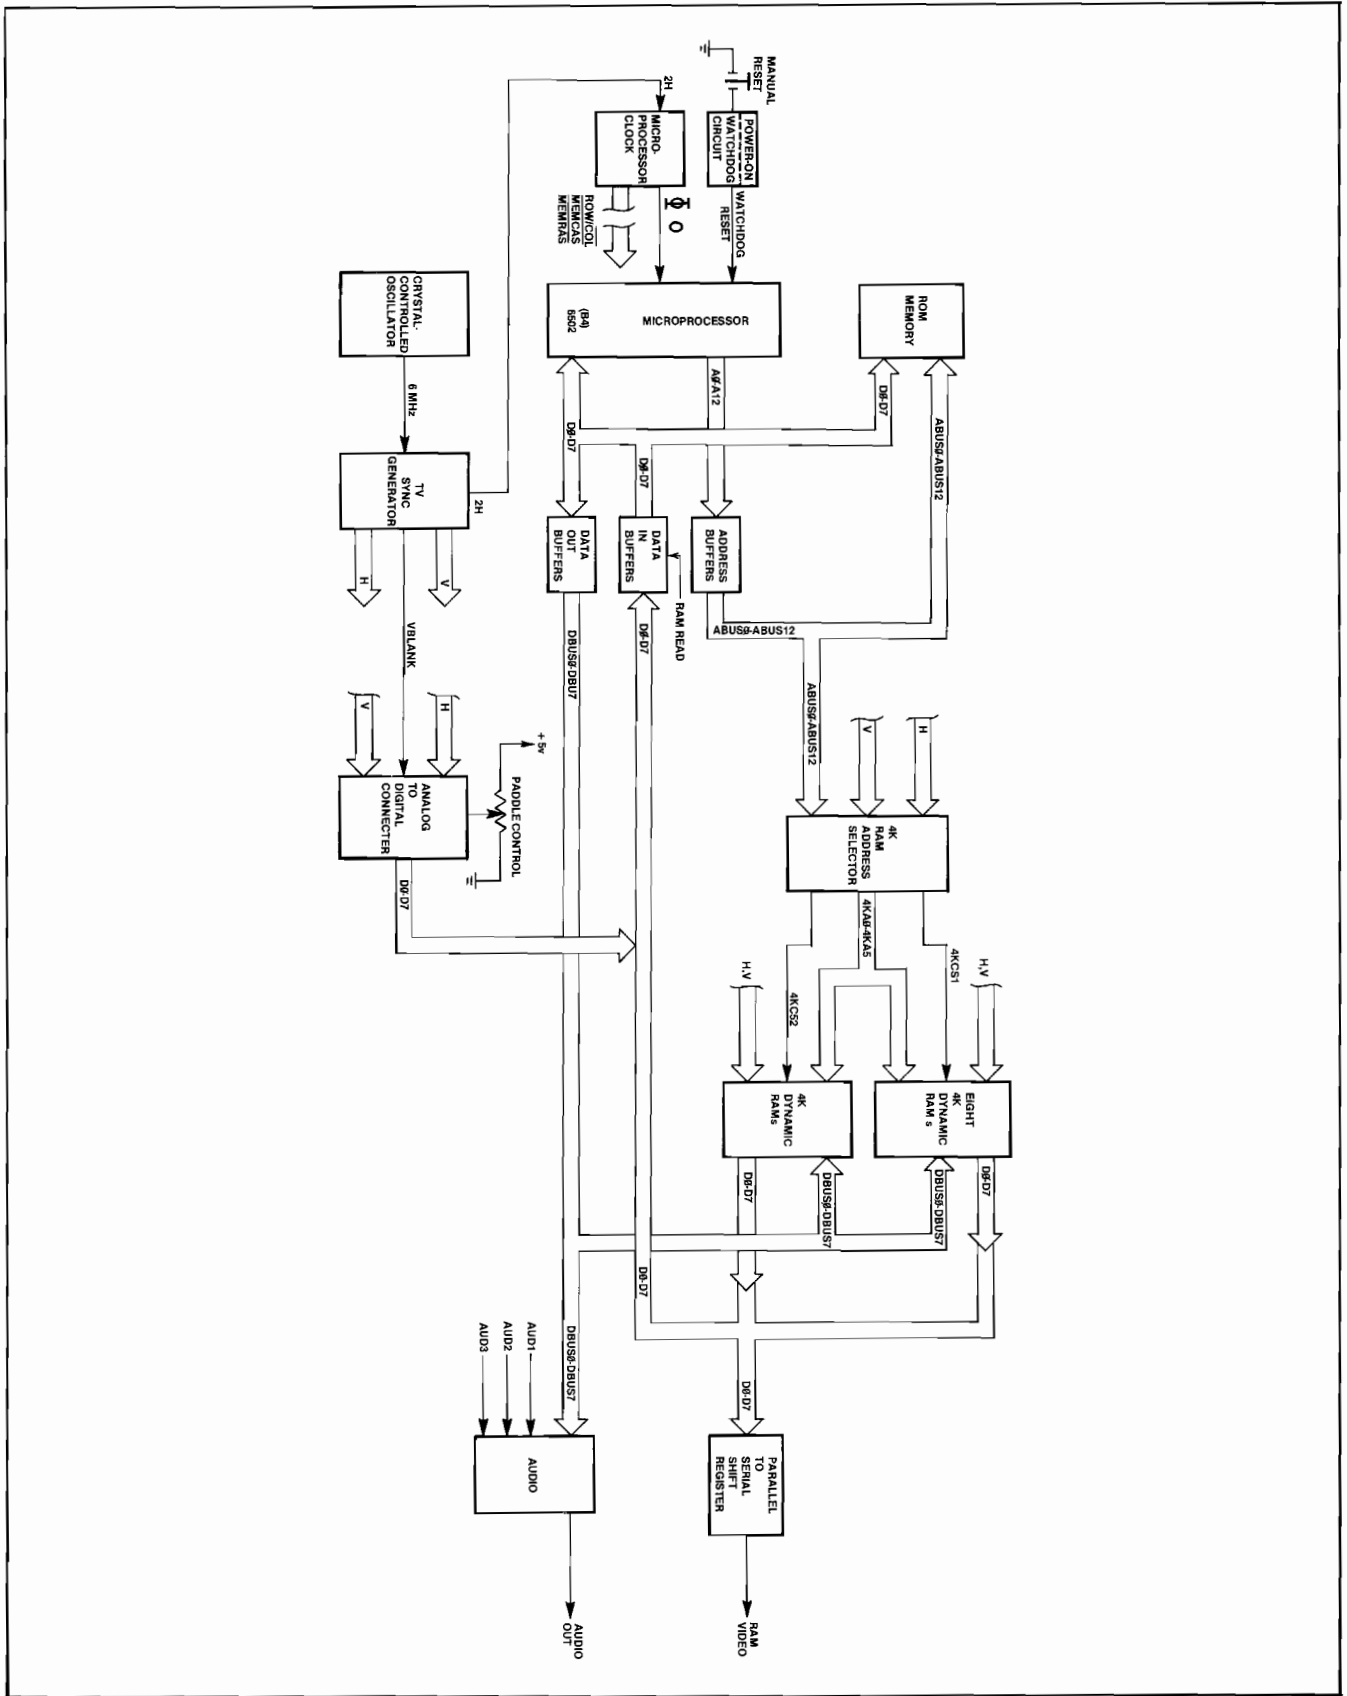 MANUAL
RESET
POWER-ON
WATCHDOG
CIRCUIT
WATCHDOG
RESET
2H
MICRO-
PROCESSOR
CLOCK
Φ O
ROW/COL
MEMCAS
MEMRAS
ROM
MEMORY
MICROPROCESSOR
(B4)
6502
CRYSTAL-
CONTROLLED
OSCILLATOR
6 MHz
TV
SYNC
GENERATOR
2H
V
H
VBLANK
AØ-A12
DØ-D7
ABUSØ-ABUS12
DØ-D7
DØ-D7
ADDRESS
BUFFERS
DATA
IN
BUFFERS
DATA
OUT
BUFFERS
RAM READ
ABUSØ-ABUS12
DØ-D7
DBUSØ-DBU7
ABUSØ-ABUS12
V
H
H
V
+ 5v
PADDLE CONTROL
ANALOG
TO
DIGITAL
CONNECTER
DØ-D7
4K
RAM
ADDRESS
SELECTOR
4KAØ-4KA5
4KCS1
4KC52
H,V
H,V
EIGHT
4K
DYNAMIC
RAM s
4K
DYNAMIC
RAMs
DØ-D7
DBUSØ-DBUS7
DBUSØ-DBUS7
DØ-D7
DØ-D7
DØ-D7
DBUSØ-DBUS7
AUD1
AUD2
AUD3
PARALLEL
TO
SERIAL
SHIFT
REGISTER
AUDIO
RAM
VIDEO
AUDIO
OUT